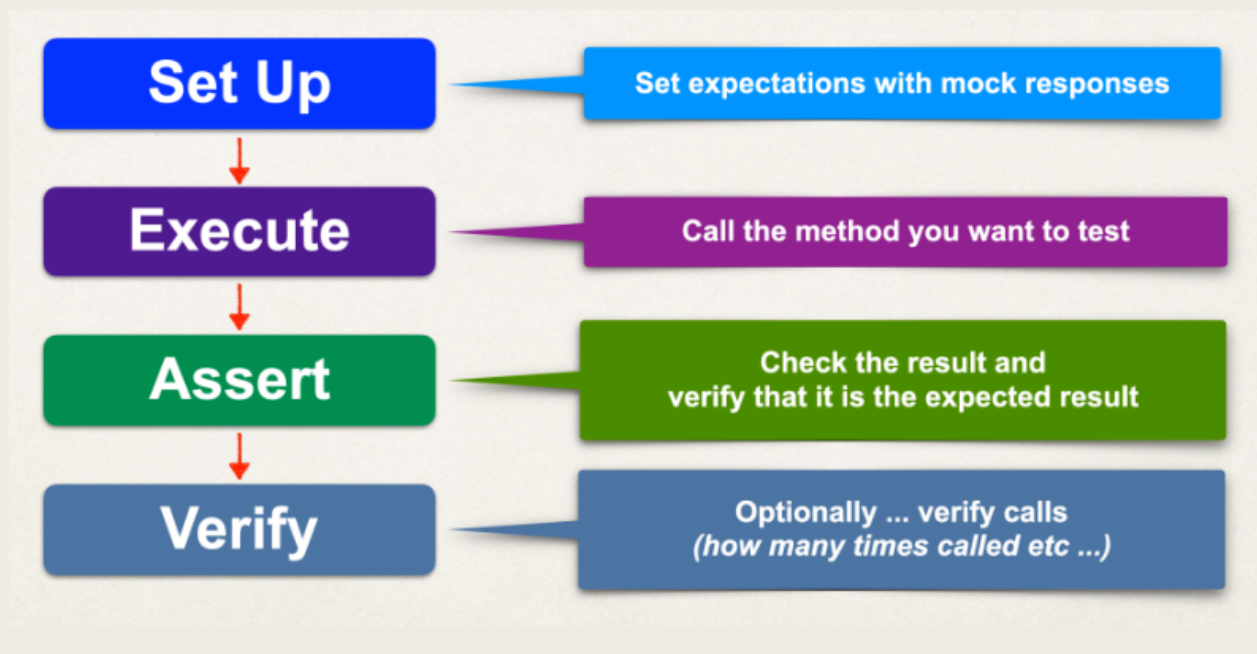 Set Up
Set expectations with mock responses
Execute
Call the method you want to test
Assert
Check the result and
verify that it is the expected result
Verify
Optionally ... verify calls
(how many times called etc ...)